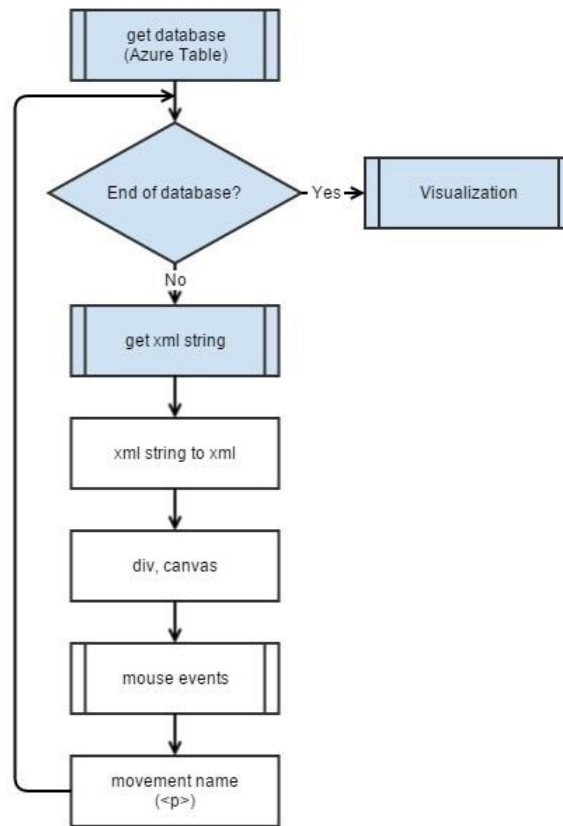 get database
(Azure Table)
End of database?
Yes
Visualization
No
get xml string
xml string to xml
div, canvas
mouse events
movement name
(<p>)